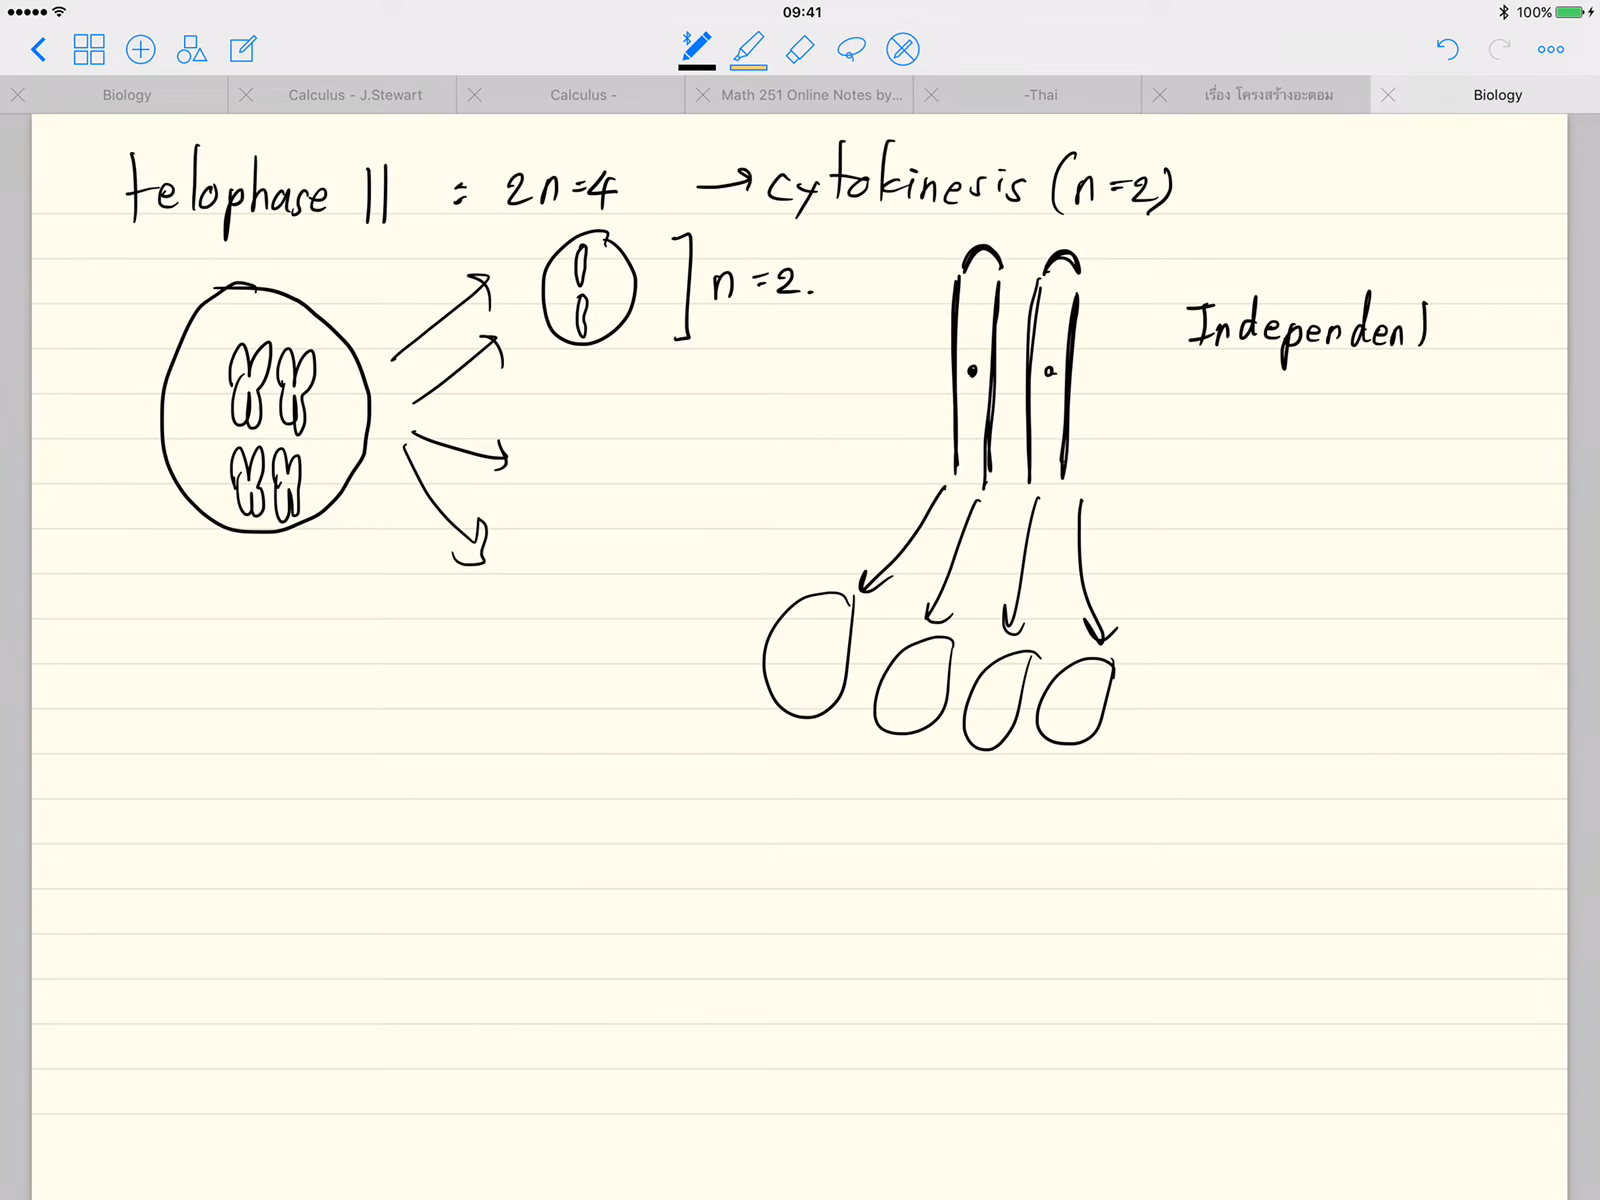 09:41
100%
Biology
Calculus - J.Stewart
Calculus -
Math 251 Online Notes by...
-Thai
เรื่อง โครงสร้างอะตอม
Biology
telophase II : 2n=4 → cytokinesis (n=2)
n=2.
Independen